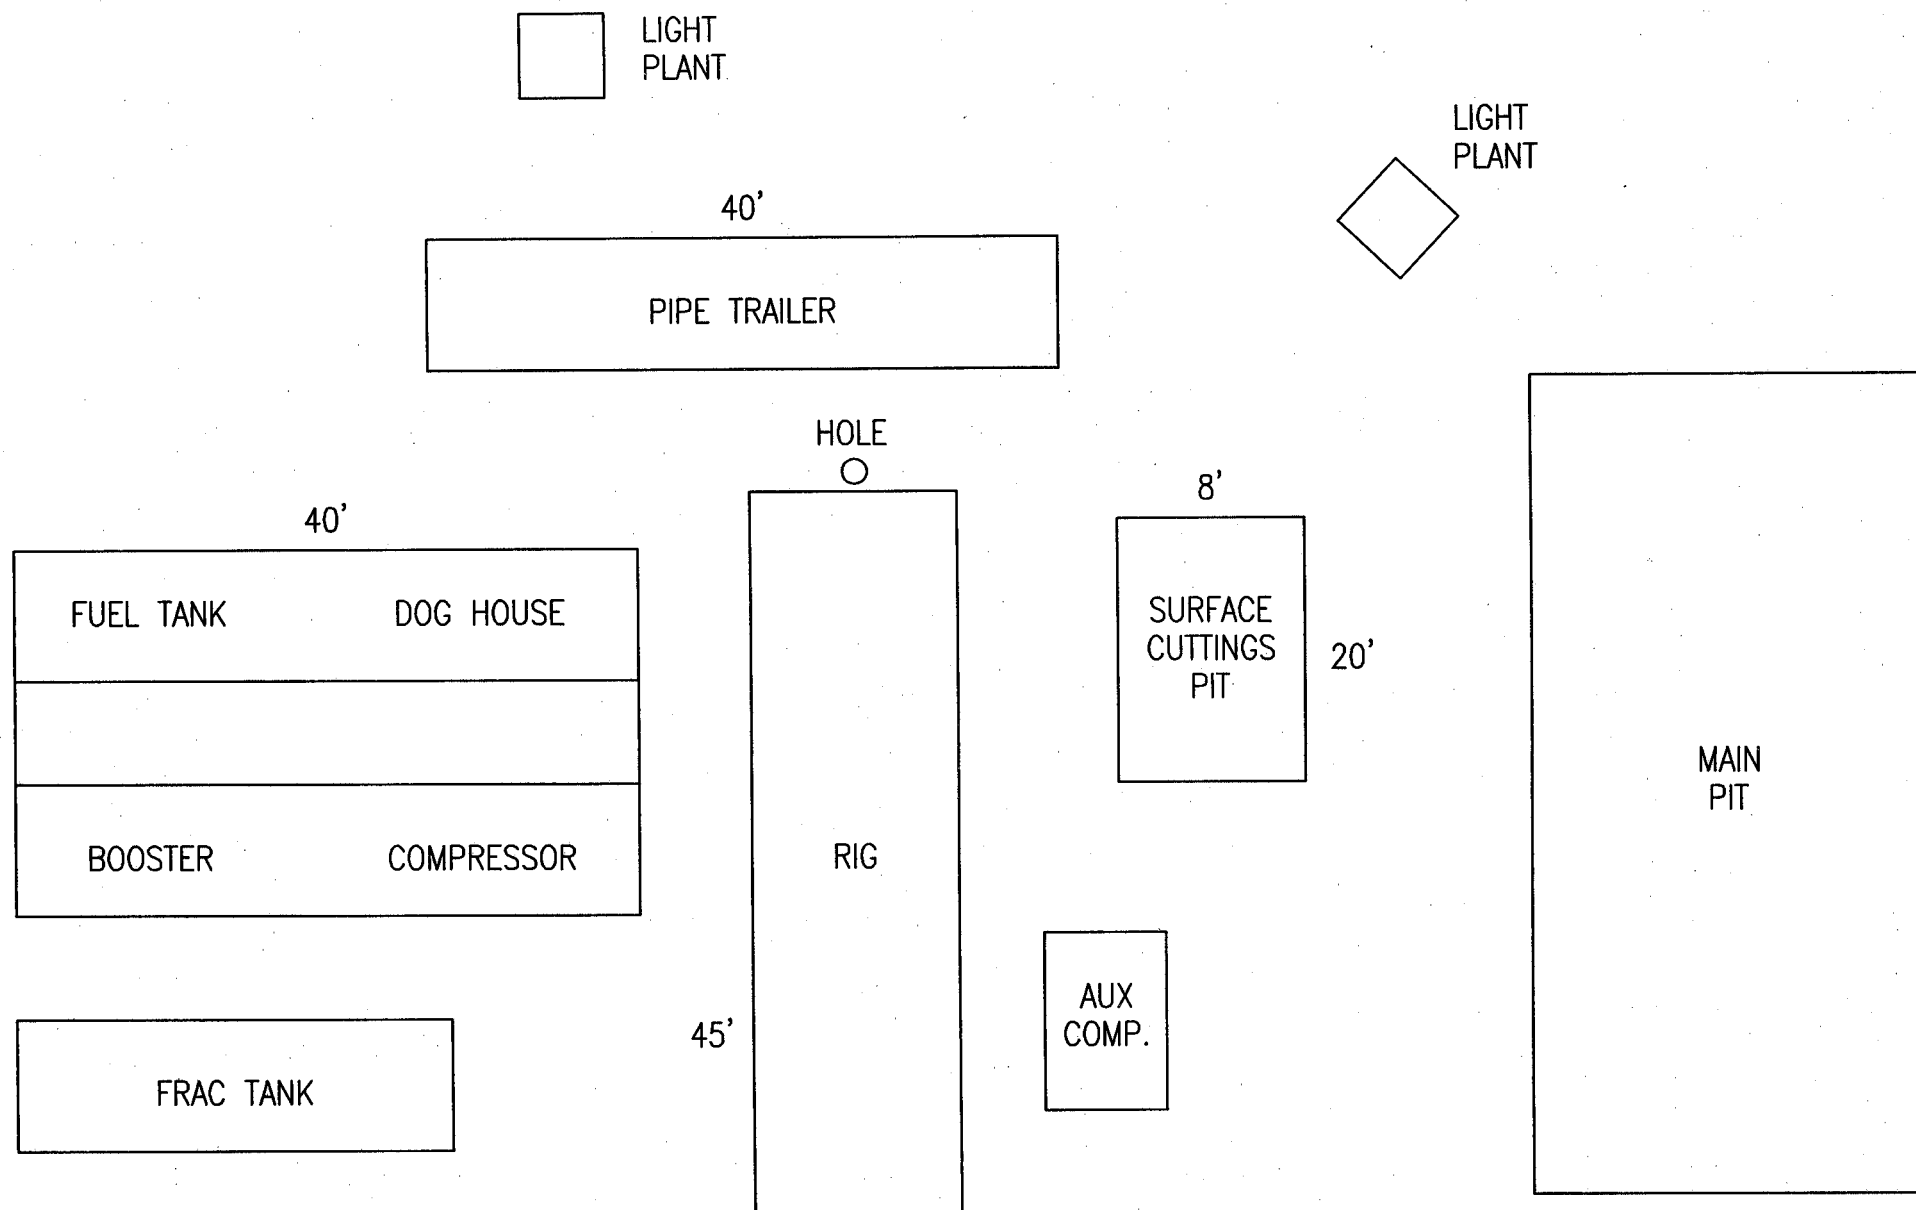 LIGHT
PLANT
LIGHT
PLANT
40'
PIPE TRAILER
HOLE
8'
40'
FUEL TANK DOG HOUSE
SURFACE
CUTTINGS
PIT
20'
MAIN
PIT
BOOSTER COMPRESSOR
RIG
AUX
COMP.
45'
FRAC TANK